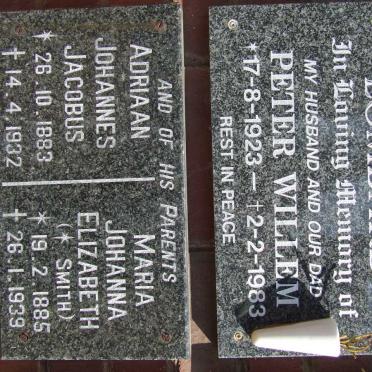 In Loving Memory of
MY HUSBAND AND OUR DAD
PETER WILLEM
*17-8-1923 — +2-2-1983
REST IN PEACE
AND OF HIS PARENTS
ADRIAAN
JOHANNES
JACOBUS
* 26. 10. 1883
+ 14. 4. 1932
MARIA
JOHANNA
ELIZABETH
(* SMITH)
* 19. 2. 1885
+ 26. 1. 1939